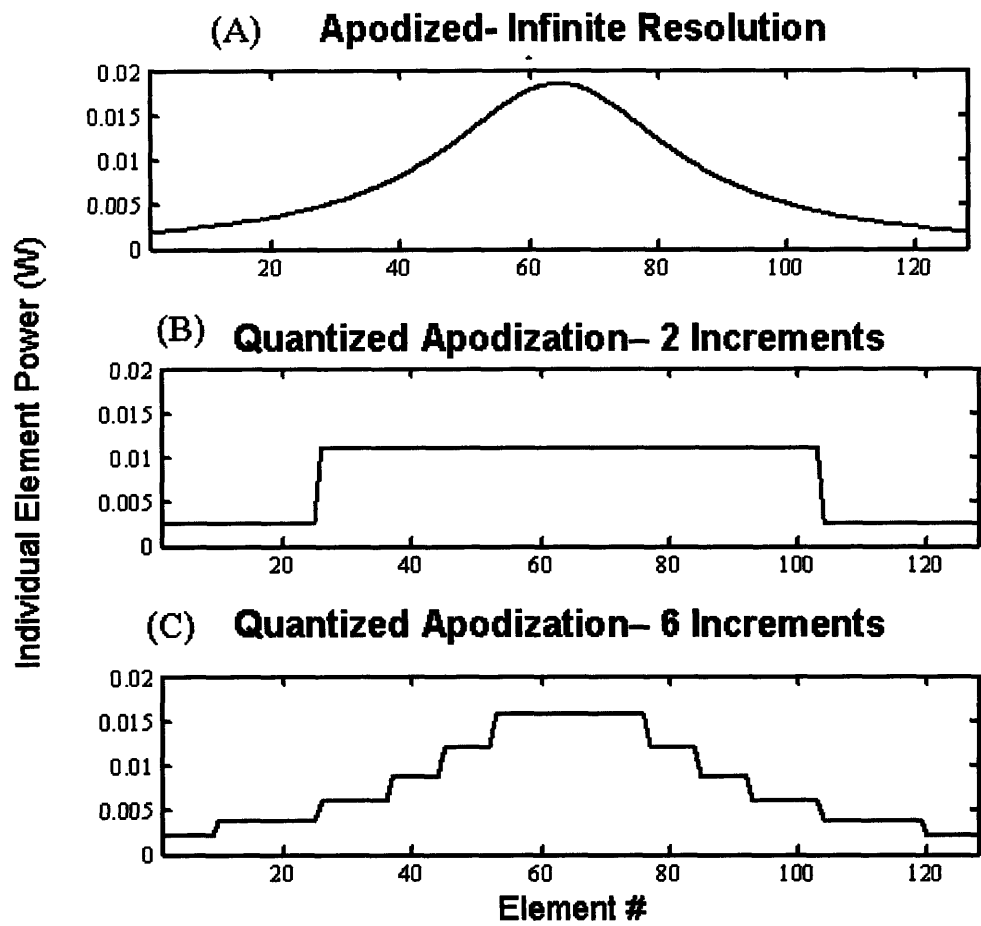 (A) Apodized- Infinite Resolution
0.02
0.015
0.01
0.005
0
20 40 60 80 100 120
Individual Element Power (W)
(B) Quantized Apodization– 2 Increments
0.02
0.015
0.01
0.005
0
20 40 60 80 100 120
(C) Quantized Apodization– 6 Increments
0.02
0.015
0.01
0.005
0
20 40 60 80 100 120
Element #